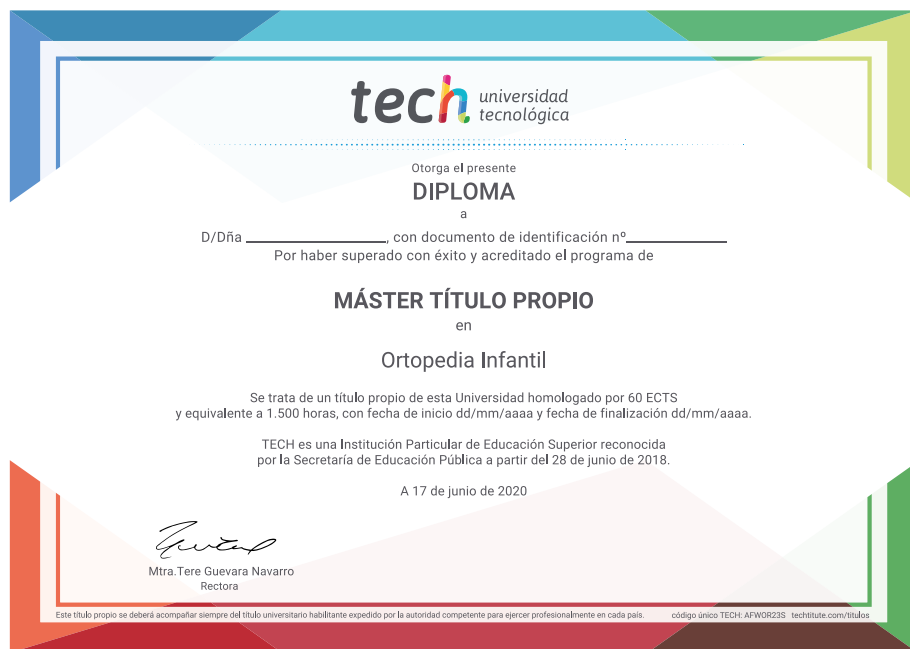 tech universidad
tecnológica
Otorga el presente
DIPLOMA
a
D/Dña ____________, con documento de identificación nº____________
Por haber superado con éxito y acreditado el programa de
MÁSTER TÍTULO PROPIO
en
Ortopedia Infantil
Se trata de un título propio de esta Universidad homologado por 60 ECTS
y equivalente a 1.500 horas, con fecha de inicio dd/mm/aaaa y fecha de finalización dd/mm/aaaa.
TECH es una Institución Particular de Educación Superior reconocida
por la Secretaría de Educación Pública a partir del 28 de junio de 2018.
A 17 de junio de 2020
Mtra.Tere Guevara Navarro
Rectora
Este título propio se deberá acompañar siempre del título universitario habilitante expedido por la autoridad competente para ejercer profesionalmente en cada país. código único TECH: AFWOR23S techtitute.com/titulos